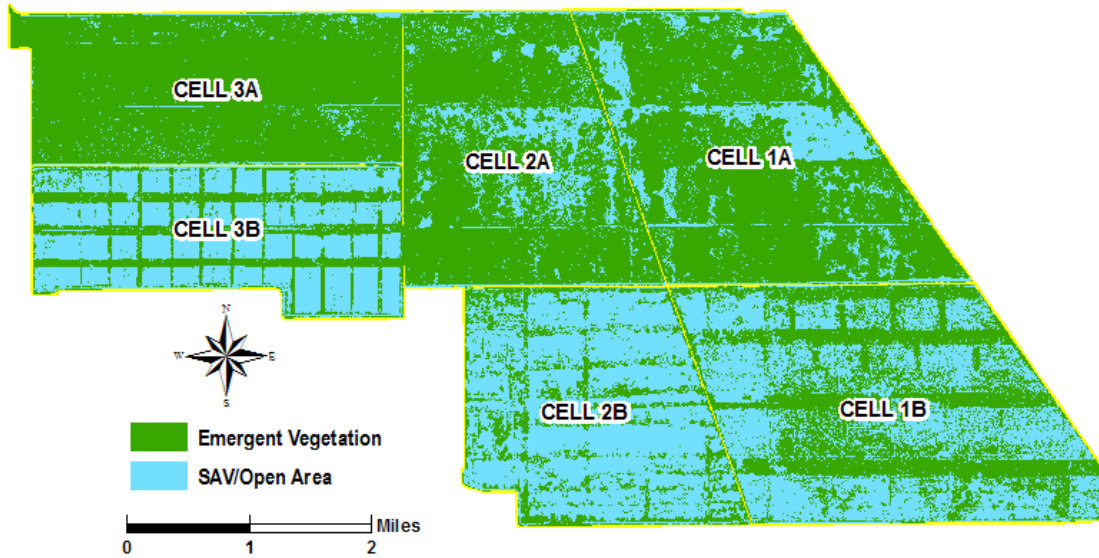 CELL 3A
CELL 2A
CELL 1A
CELL 3B
N
W E
S
CELL 2B
CELL 1B
Emergent Vegetation
SAV/Open Area
Miles
0 1 2